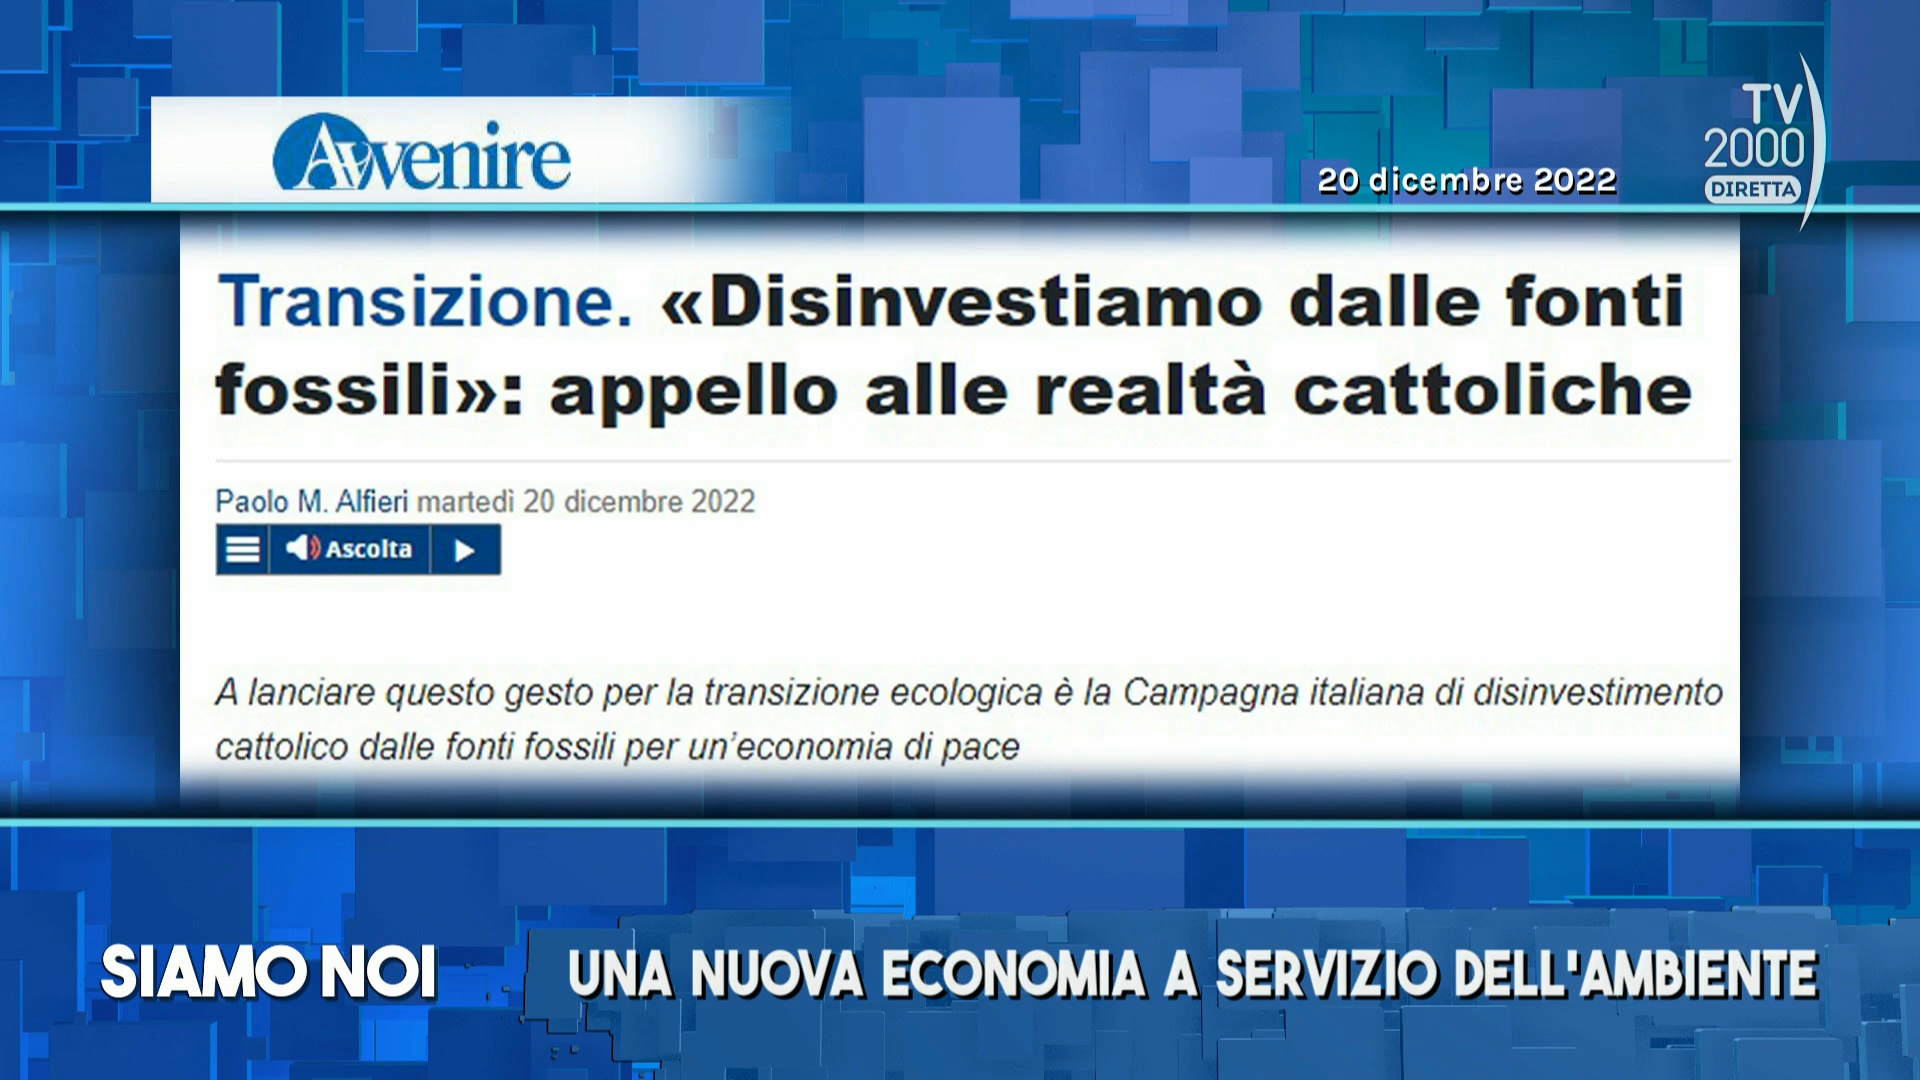 Avvenire
20 dicembre 2022
TV
2000
DIRETTA
Transizione. «Disinvestiamo dalle fonti
fossili»: appello alle realtà cattoliche
Paolo M. Alfieri martedì 20 dicembre 2022
Ascolta
A lanciare questo gesto per la transizione ecologica è la Campagna italiana di disinvestimento
cattolico dalle fonti fossili per un'economia di pace
SIAMO NOI
UNA NUOVA ECONOMIA A SERVIZIO DELL'AMBIENTE